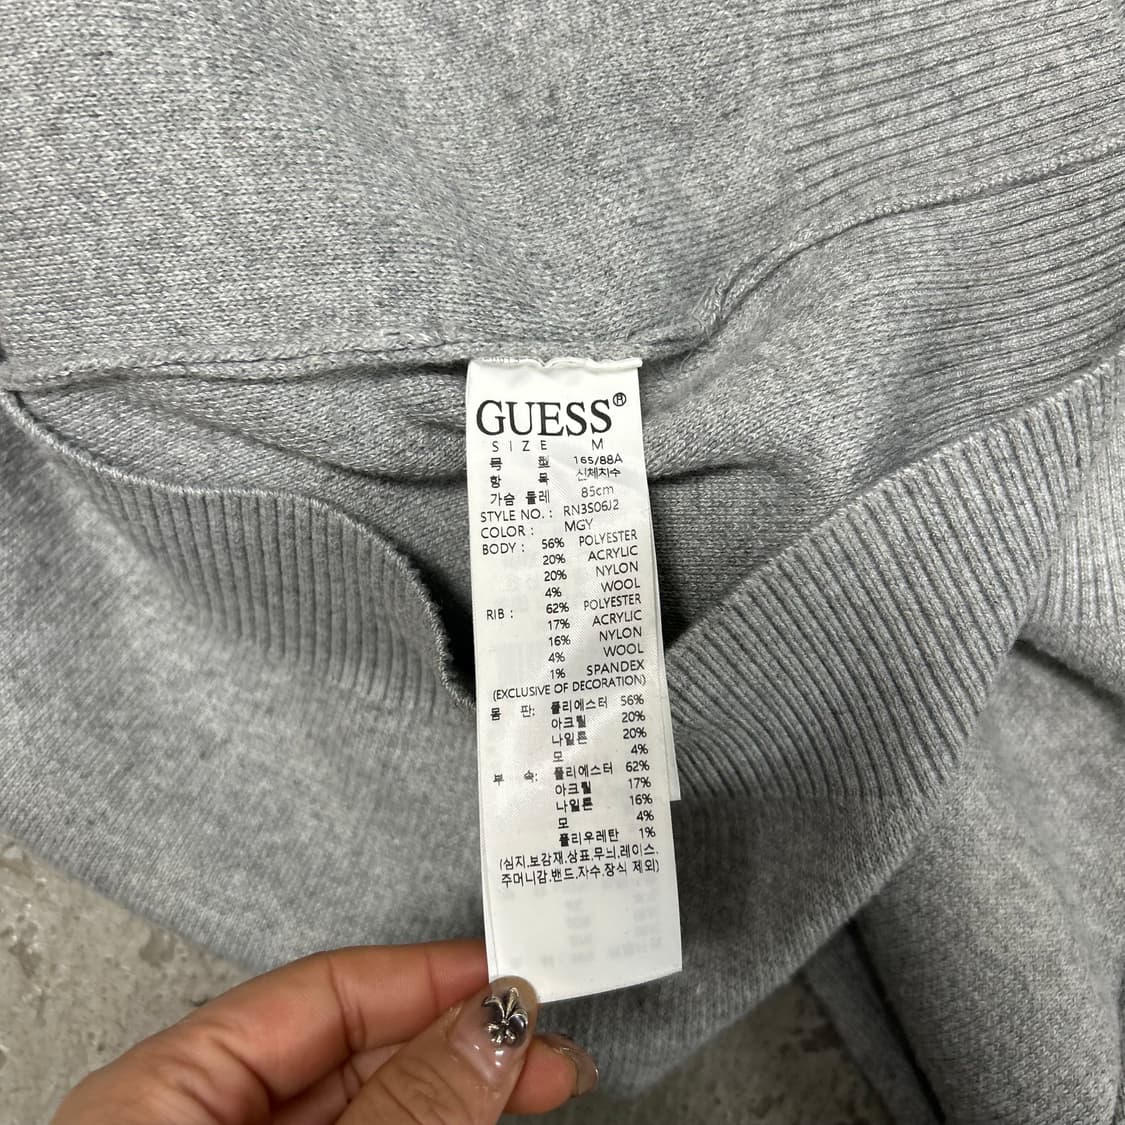 GUESS®
SIZE M
호 형 165/88A
항 목 신체치수
가슴 둘레 85cm
STYLE NO. : RN3S06J2
COLOR : MGY
BODY : 56% POLYESTER
20% ACRYLIC
20% NYLON
4% WOOL
RIB : 62% POLYESTER
17% ACRYLIC
16% NYLON
4% WOOL
1% SPANDEX
(EXCLUSIVE OF DECORATION)
몸 판: 폴리에스터 56%
아크릴 20%
나일론 20%
모 4%
부 속: 폴리에스터 62%
아크릴 17%
나일론 16%
모 4%
폴리우레탄 1%
(심지.보강재.상표.무늬.레이스.
주머니감.밴드.자수.장식 제외)